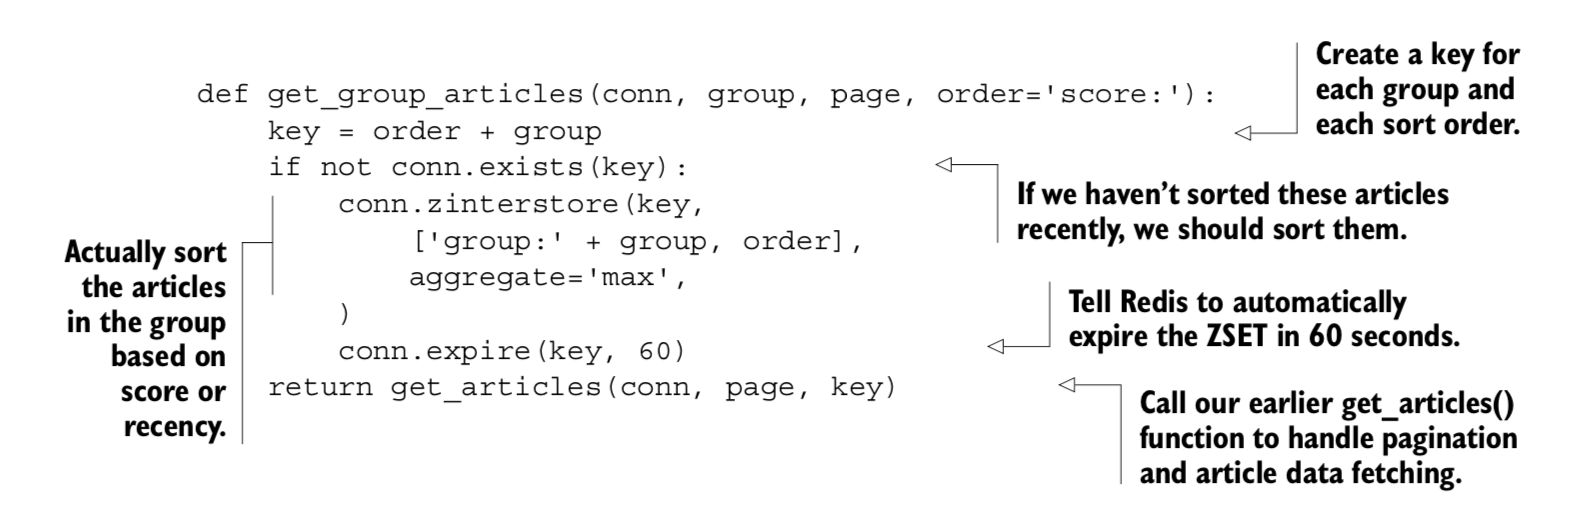 Create a key for
each group and
each sort order.
def get_group_articles(conn, group, page, order='score:'):
    key = order + group
    if not conn.exists(key):
        conn.zinterstore(key,
            ['group:' + group, order],
            aggregate='max',
        )
        conn.expire(key, 60)
    return get_articles(conn, page, key)
If we haven't sorted these articles
recently, we should sort them.
Actually sort
the articles
in the group
based on
score or
recency.
Tell Redis to automatically
expire the ZSET in 60 seconds.
Call our earlier get_articles()
function to handle pagination
and article data fetching.